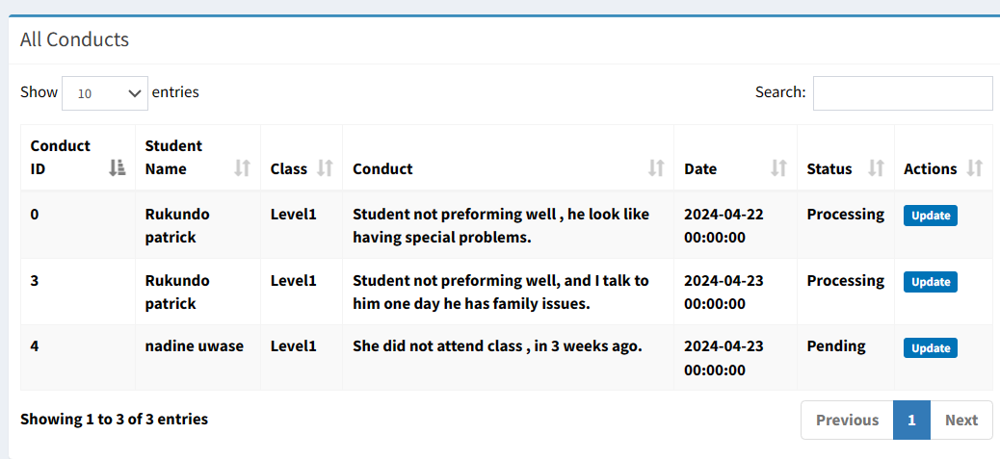 All Conducts
Show 10 entries
Search:
Conduct ID Student Name Class Conduct Date Status Actions
0 Rukundo patrick Level1 Student not preforming well , he look like having special problems. 2024-04-22 00:00:00 Processing Update
3 Rukundo patrick Level1 Student not preforming well, and I talk to him one day he has family issues. 2024-04-23 00:00:00 Processing Update
4 nadine uwase Level1 She did not attend class , in 3 weeks ago. 2024-04-23 00:00:00 Pending Update
Showing 1 to 3 of 3 entries
Previous 1 Next